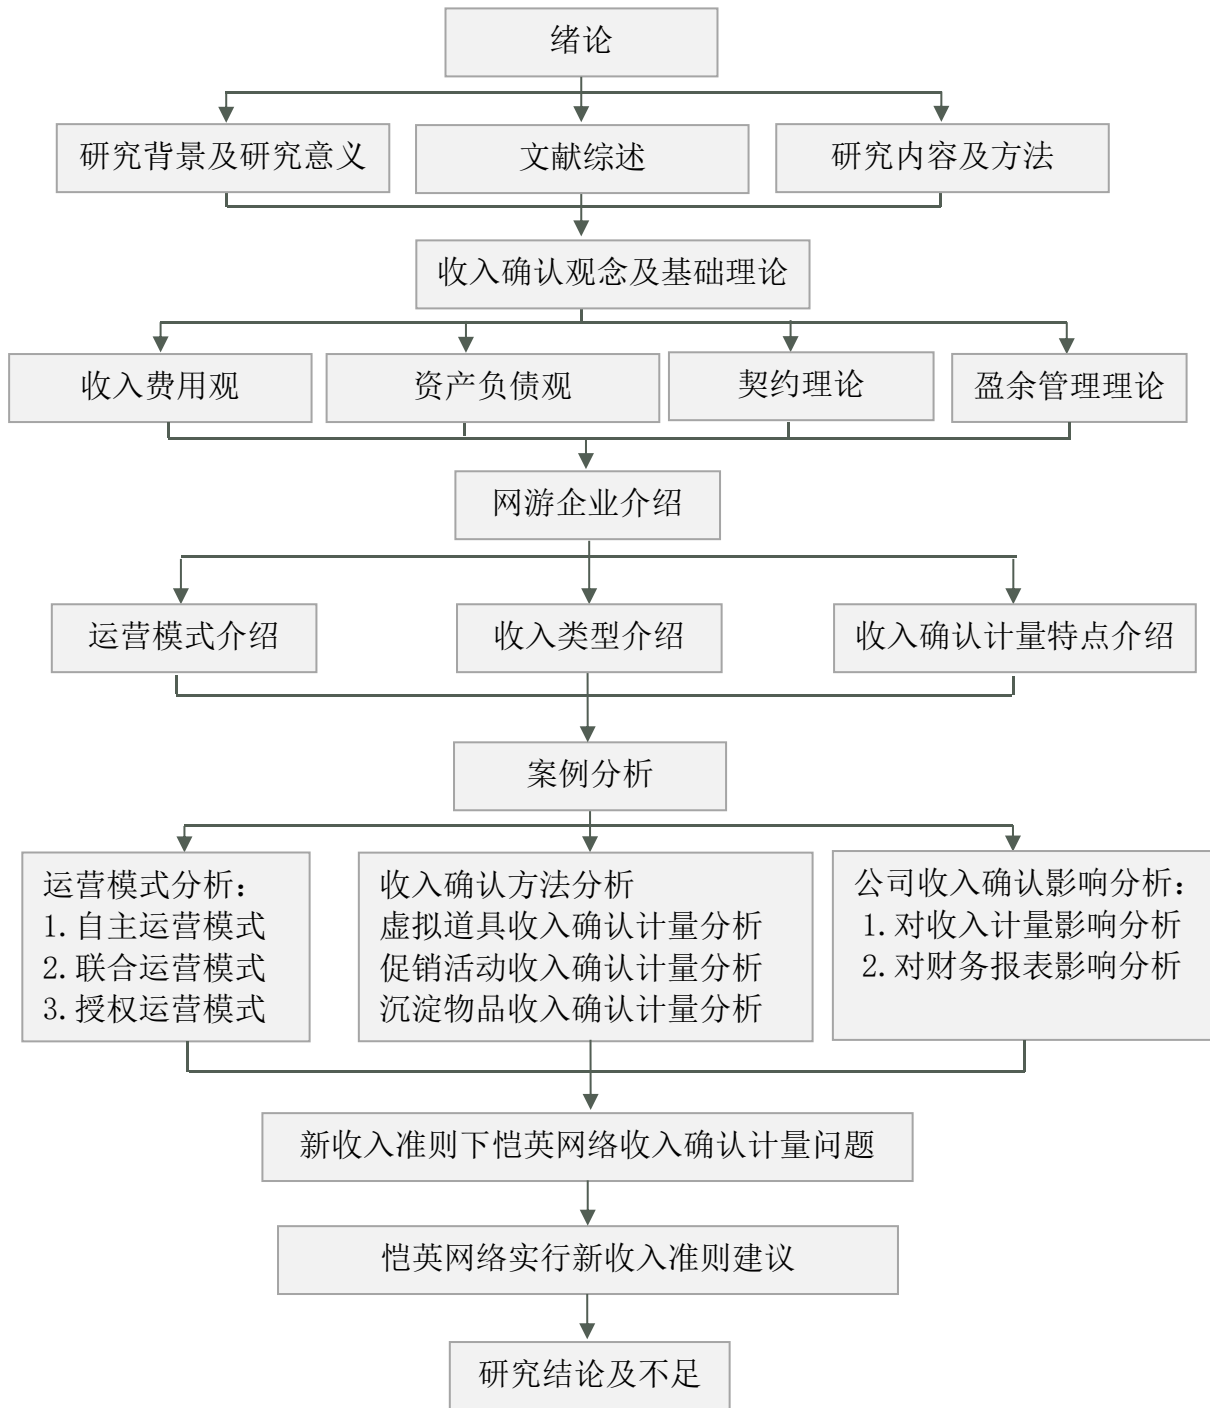 绪论
研究背景及研究意义
文献综述
研究内容及方法
收入确认观念及基础理论
收入费用观
资产负债观
契约理论
盈余管理理论
网游企业介绍
运营模式介绍
收入类型介绍
收入确认计量特点介绍
案例分析
运营模式分析：
1.自主运营模式
2.联合运营模式
3.授权运营模式
收入确认方法分析
虚拟道具收入确认计量分析
促销活动收入确认计量分析
沉淀物品收入确认计量分析
公司收入确认影响分析：
1.对收入计量影响分析
2.对财务报表影响分析
新收入准则下恺英网络收入确认计量问题
恺英网络实行新收入准则建议
研究结论及不足